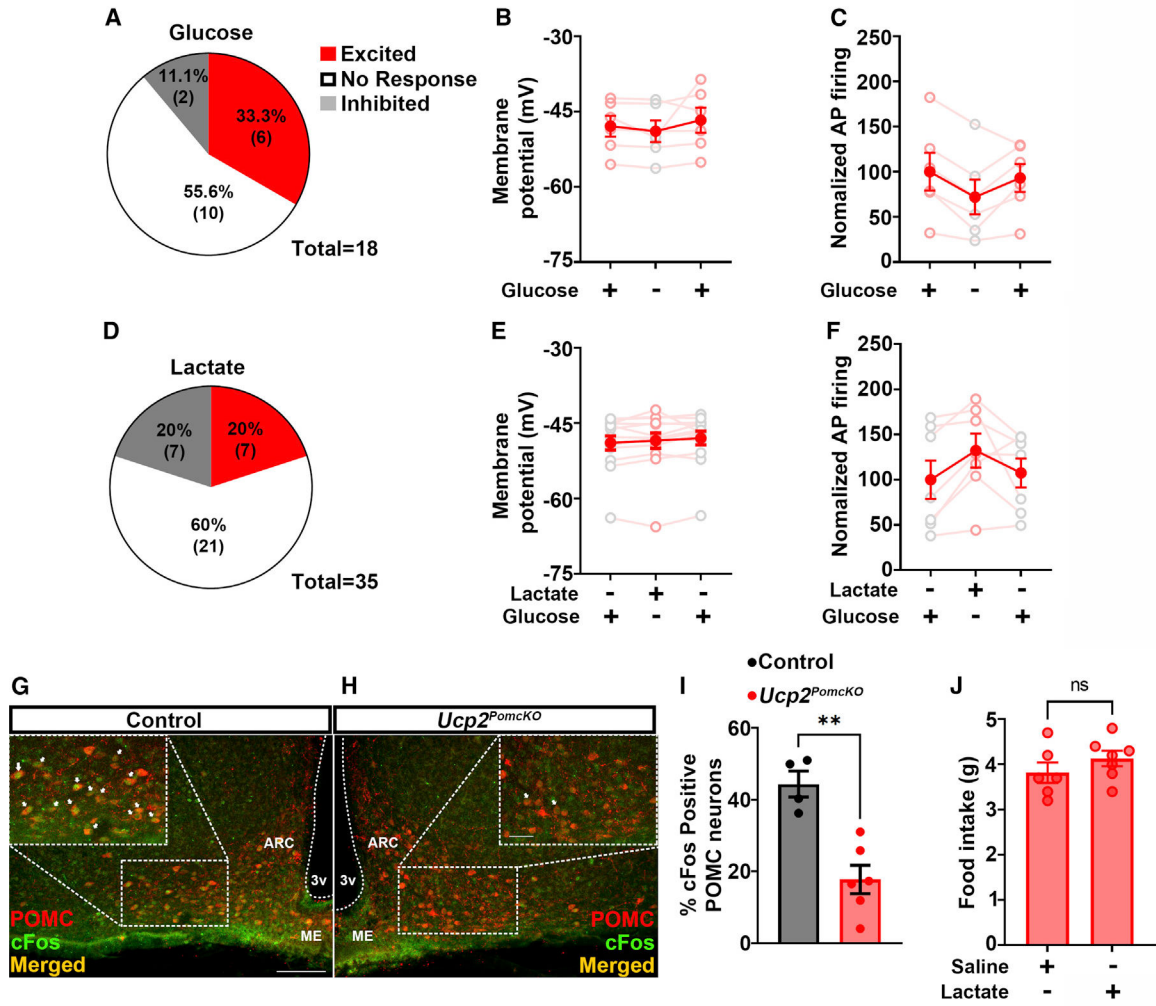 A
Glucose
11.1%
(2)
33.3%
(6)
55.6%
(10)
Total=18
Excited
No Response
Inhibited
B
Membrane
potential (mV)
-30
-45
-60
-75
Glucose + - +
C
Nomalized AP firing
250
200
150
100
50
0
Glucose + - +
D
Lactate
20%
(7)
20%
(7)
60%
(21)
Total=35
E
Membrane
potential (mV)
-30
-45
-60
-75
Lactate - + -
Glucose + - +
F
Nomalized AP firing
250
200
150
100
50
0
Lactate - + -
Glucose + - +
G
Control
ARC
3v
ME
POMC
cFos
Merged
H
Ucp2PomcKO
ARC
3v
ME
POMC
cFos
Merged
I
Control
Ucp2PomcKO
% cFos Positive
POMC neurons
60
40
20
0
**
J
ns
Food intake (g)
5
4
3
2
1
0
Saline + -
Lactate - +